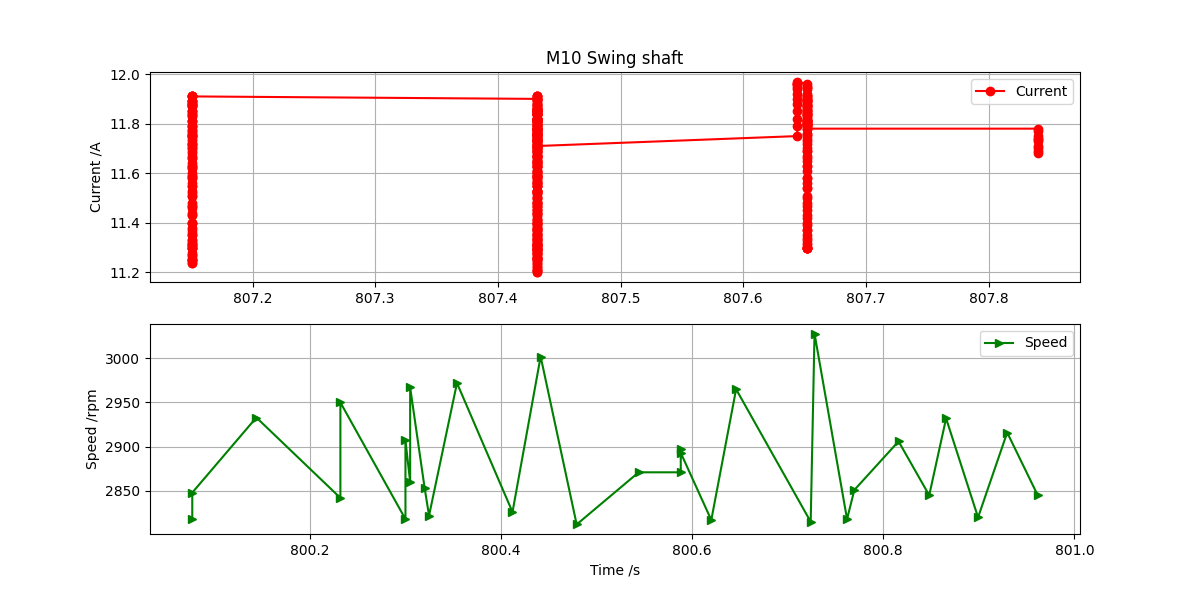 M10 Swing shaft
12.0
11.8
11.6
11.4
11.2
Current /A
Current
807.2 807.3 807.4 807.5 807.6 807.7 807.8
3000
2950
2900
2850
Speed /rpm
Speed
800.2 800.4 800.6 800.8 801.0
Time /s